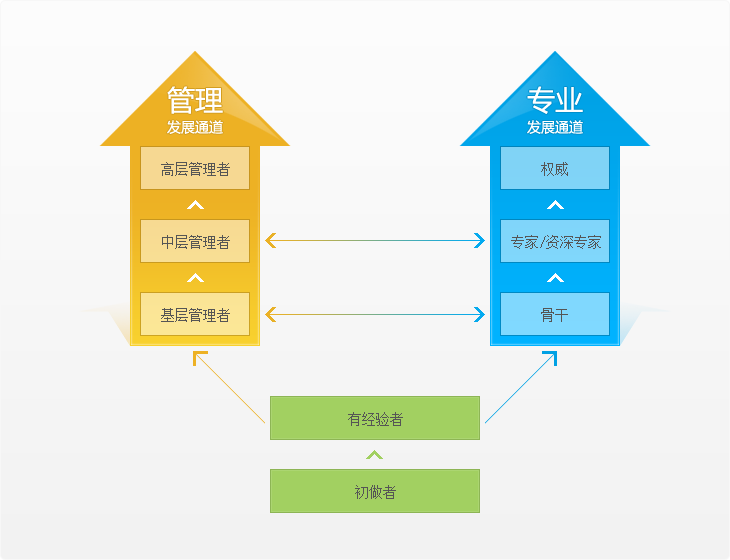 管理
发展通道
高层管理者
中层管理者
基层管理者
专业
发展通道
权威
专家/资深专家
骨干
有经验者
初做者